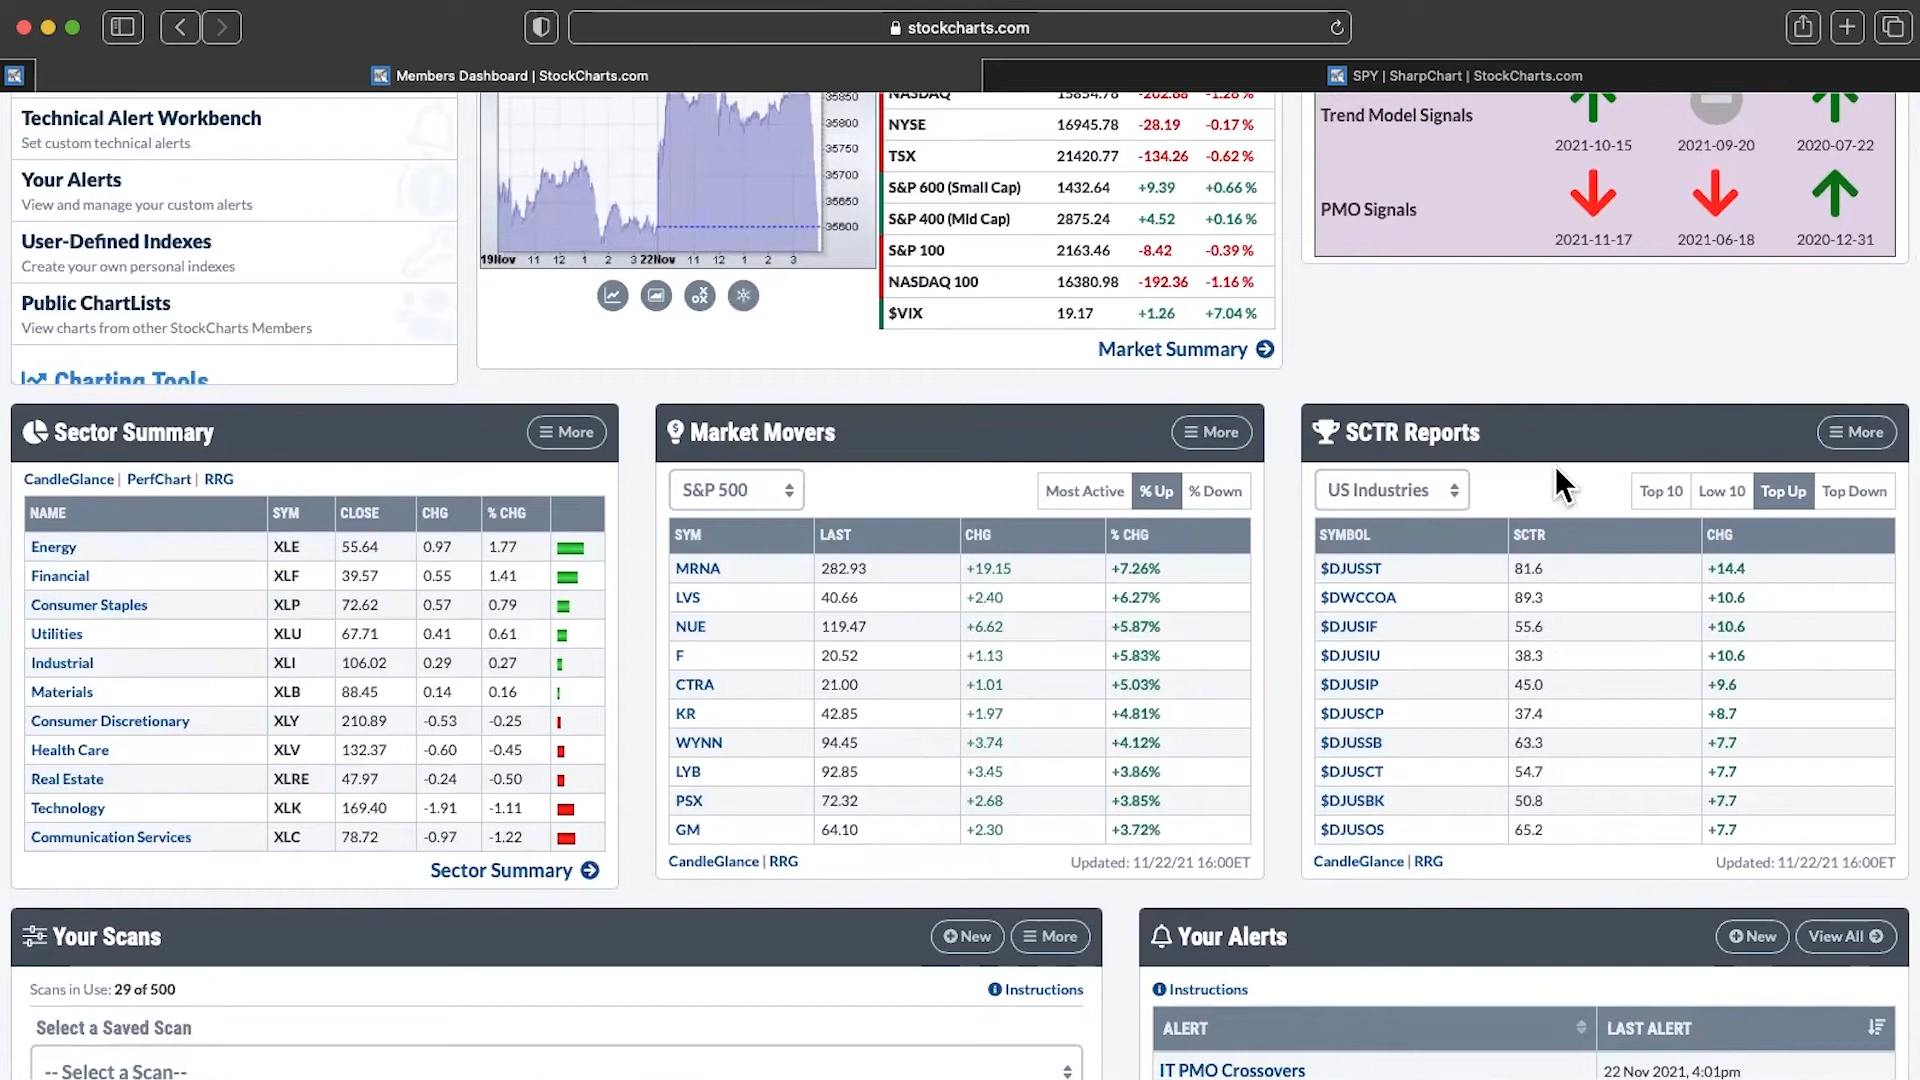 stockcharts.com
Members Dashboard | StockCharts.com
SPY | SharpChart | StockCharts.com
Technical Alert Workbench
Set custom technical alerts
Your Alerts
View and manage your custom alerts
User-Defined Indexes
Create your own personal indexes
Public ChartLists
View charts from other StockCharts Members
Charting Tools
35850
35800
35750
35700
35650
35600
19Nov 11 12 1 2 3 22Nov 11 12 1 2 3
NASDAQ 15854.76 -202.68 -1.26 %
NYSE 16945.78 -28.19 -0.17 %
TSX 21420.77 -134.26 -0.62 %
S&P 600 (Small Cap) 1432.64 +9.39 +0.66 %
S&P 400 (Mid Cap) 2875.24 +4.52 +0.16 %
S&P 100 2163.46 -8.42 -0.39 %
NASDAQ 100 16380.98 -192.36 -1.16 %
$VIX 19.17 +1.26 +7.04 %
Market Summary
Trend Model Signals
2021-10-15 2021-09-20 2020-07-22
PMO Signals
2021-11-17 2021-06-18 2020-12-31
Sector Summary More
CandleGlance | PerfChart | RRG
NAME SYM CLOSE CHG % CHG
Energy XLE 55.64 0.97 1.77
Financial XLF 39.57 0.55 1.41
Consumer Staples XLP 72.62 0.57 0.79
Utilities XLU 67.71 0.41 0.61
Industrial XLI 106.02 0.29 0.27
Materials XLB 88.45 0.14 0.16
Consumer Discretionary XLY 210.89 -0.53 -0.25
Health Care XLV 132.37 -0.60 -0.45
Real Estate XLRE 47.97 -0.24 -0.50
Technology XLK 169.40 -1.91 -1.11
Communication Services XLC 78.72 -0.97 -1.22
Sector Summary
Market Movers More
S&P 500 Most Active % Up % Down
SYM LAST CHG % CHG
MRNA 282.93 +19.15 +7.26%
LVS 40.66 +2.40 +6.27%
NUE 119.47 +6.62 +5.87%
F 20.52 +1.13 +5.83%
CTRA 21.00 +1.01 +5.03%
KR 42.85 +1.97 +4.81%
WYNN 94.45 +3.74 +4.12%
LYB 92.85 +3.45 +3.86%
PSX 72.32 +2.68 +3.85%
GM 64.10 +2.30 +3.72%
CandleGlance | RRG Updated: 11/22/21 16:00ET
SCTR Reports More
US Industries Top 10 Low 10 Top Up Top Down
SYMBOL SCTR CHG
$DJUSST 81.6 +14.4
$DWCCOA 89.3 +10.6
$DJUSIF 55.6 +10.6
$DJUSIU 38.3 +10.6
$DJUSIP 45.0 +9.6
$DJUSCP 37.4 +8.7
$DJUSSB 63.3 +7.7
$DJUSCT 54.7 +7.7
$DJUSBK 50.8 +7.7
$DJUSOS 65.2 +7.7
CandleGlance | RRG Updated: 11/22/21 16:00ET
Your Scans New More
Scans in Use: 29 of 500 Instructions
Select a Saved Scan
-- Select a Scan--
Your Alerts New View All
Instructions
ALERT LAST ALERT
IT PMO Crossovers 22 Nov 2021, 4:01pm